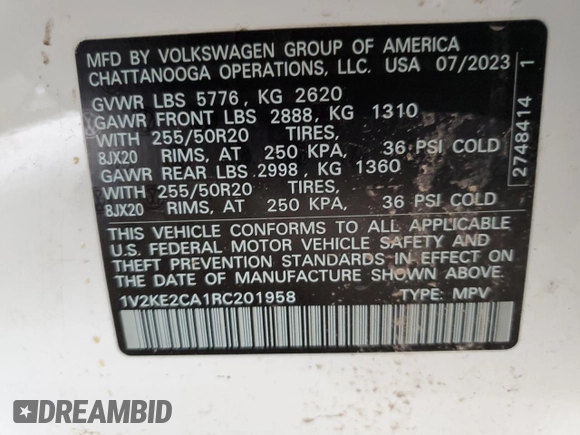 MFD BY VOLKSWAGEN GROUP OF AMERICA
CHATTANOOGA OPERATIONS, LLC. USA 07/2023
GVWR LBS 5776, KG 2620
GAWR FRONT LBS 2888, KG 1310
WITH 255/50R20 TIRES,
8JX20 RIMS, AT 250 KPA, 36 PSI COLD
GAWR REAR LBS 2998, KG 1360
WITH 255/50R20 TIRES,
8JX20 RIMS, AT 250 KPA, 36 PSI COLD
THIS VEHICLE CONFORMS TO ALL APPLICABLE
U.S. FEDERAL MOTOR VEHICLE SAFETY AND
THEFT PREVENTION STANDARDS IN EFFECT ON
THE DATE OF MANUFACTURE SHOWN ABOVE.
1V2KE2CA1RC201958 TYPE: MPV
2748414 1
DREAMBID